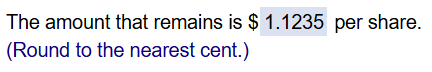 The amount that remains is $ 1.1235 per share.
(Round to the nearest cent.)